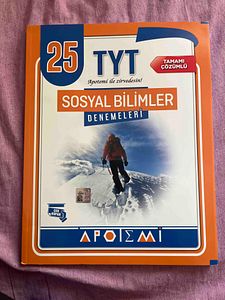 25
TYT
Apotemi ile zirvedesin!
TAMAMI
ÇÖZÜMLÜ
SOSYAL BİLİMLER
DENEMELERİ
APOTEMİ